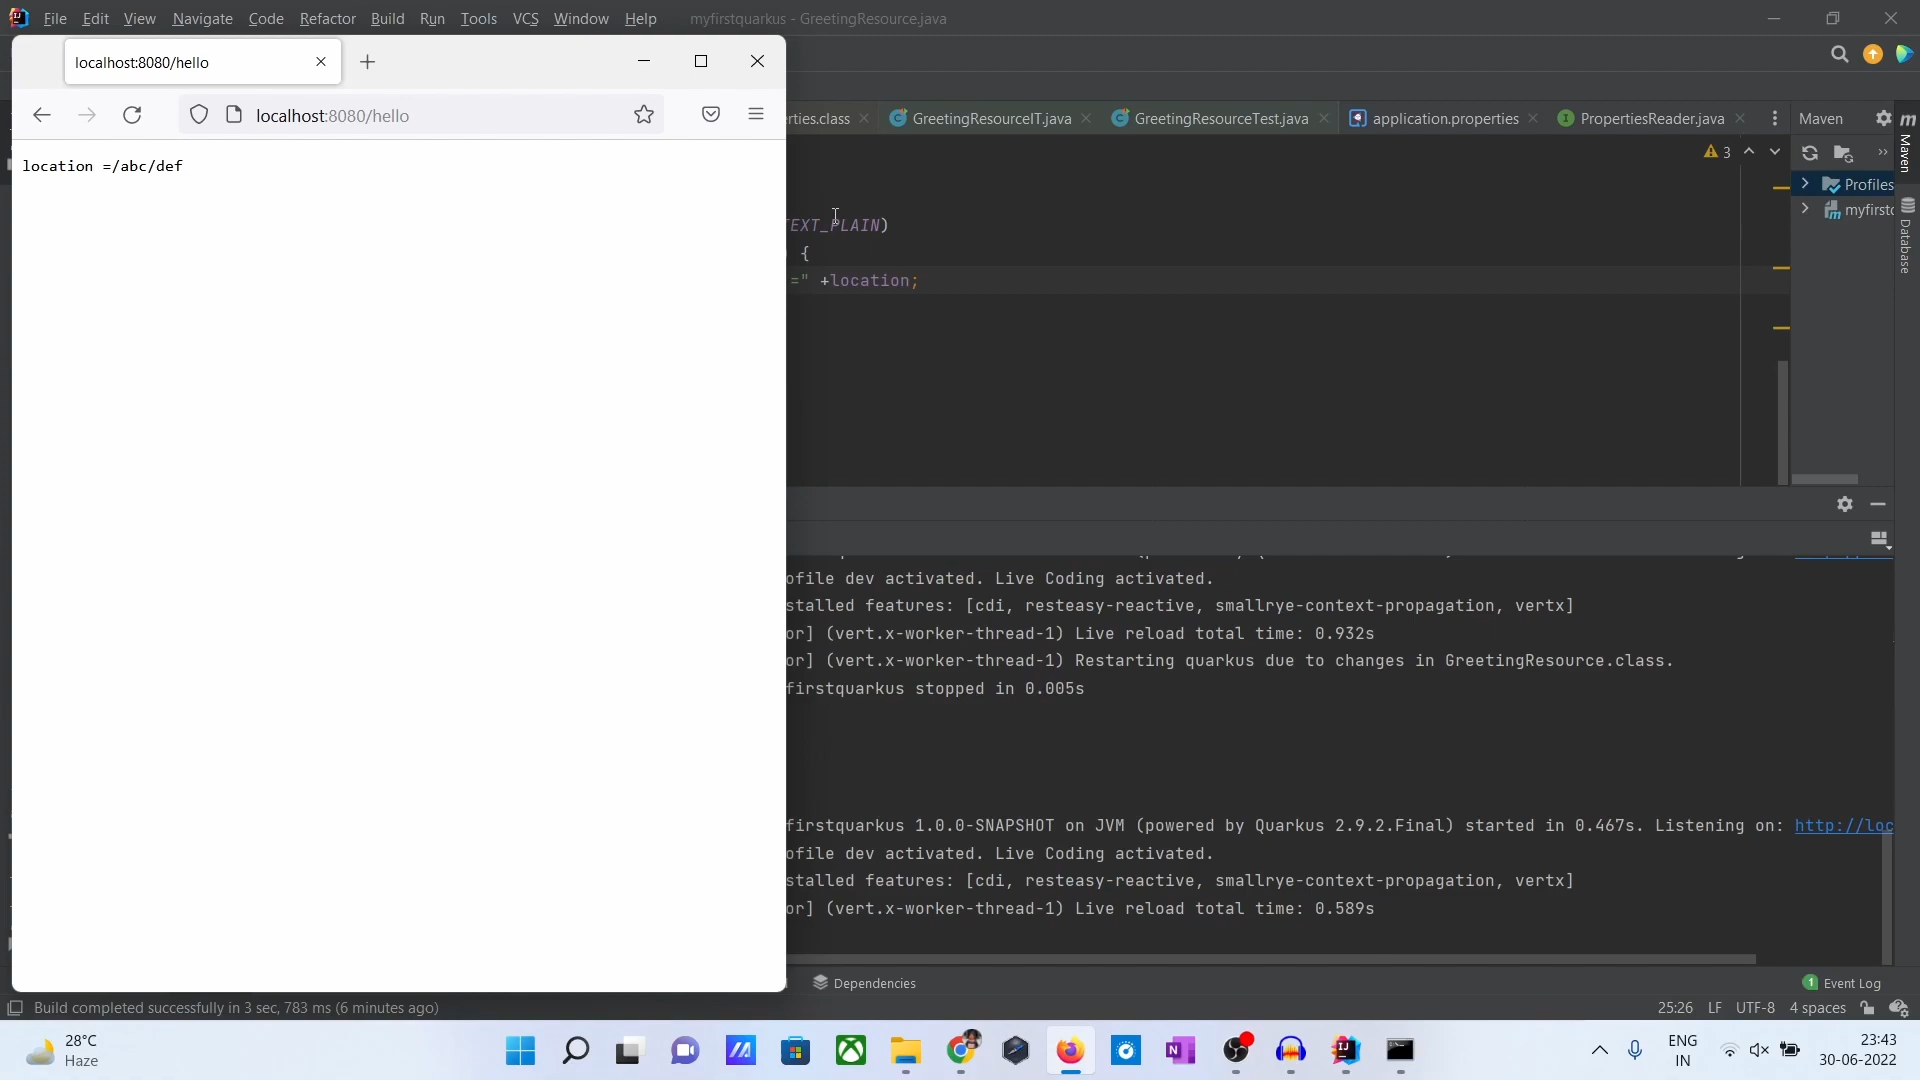 File Edit View Navigate Code Refactor Build Run Tools VCS Window Help myfirstquarkus - GreetingResource.java
localhost:8080/hello
localhost:8080/hello
location =/abc/def
erties.class GreetingResourceIT.java GreetingResourceTest.java application.properties PropertiesReader.java
Maven
3
TEXT_PLAIN)
) {
=" +location;
Profiles
myfirstq
Maven
Database
ofile dev activated. Live Coding activated.
stalled features: [cdi, resteasy-reactive, smallrye-context-propagation, vertx]
or] (vert.x-worker-thread-1) Live reload total time: 0.932s
or] (vert.x-worker-thread-1) Restarting quarkus due to changes in GreetingResource.class.
firstquarkus stopped in 0.005s
firstquarkus 1.0.0-SNAPSHOT on JVM (powered by Quarkus 2.9.2.Final) started in 0.467s. Listening on: http://loc
ofile dev activated. Live Coding activated.
stalled features: [cdi, resteasy-reactive, smallrye-context-propagation, vertx]
or] (vert.x-worker-thread-1) Live reload total time: 0.589s
Dependencies
1 Event Log
Build completed successfully in 3 sec, 783 ms (6 minutes ago)
25:26 LF UTF-8 4 spaces
28°C
Haze
ENG
IN
23:43
30-06-2022